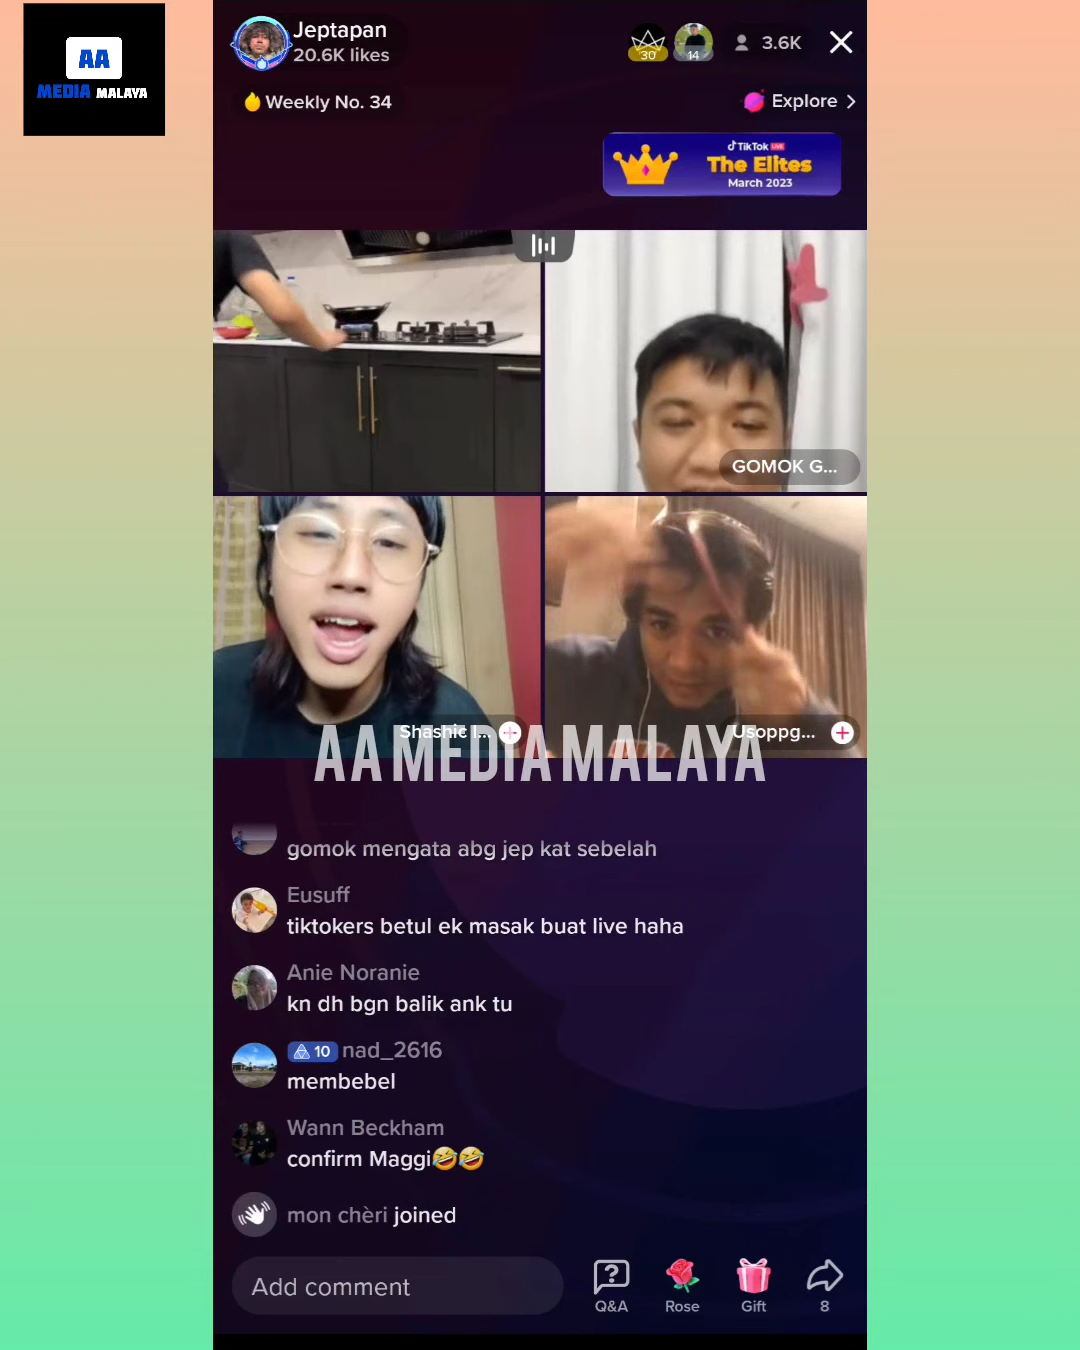 AA
MEDIA MALAYA
Jeptapan
20.6K likes
30
14
3.6K
Weekly No. 34
Explore
TikTok LIVE
The Elites
March 2023
GOMOK G...
Shashic I...
Usoppg...
AA MEDIA MALAYA
gomok mengata abg jep kat sebelah
Eusuff
tiktokers betul ek masak buat live haha
Anie Noranie
kn dh bgn balik ank tu
10 nad_2616
membebel
Wann Beckham
confirm Maggi🤣🤣
mon chèri joined
Add comment
Q&A
Rose
Gift
8